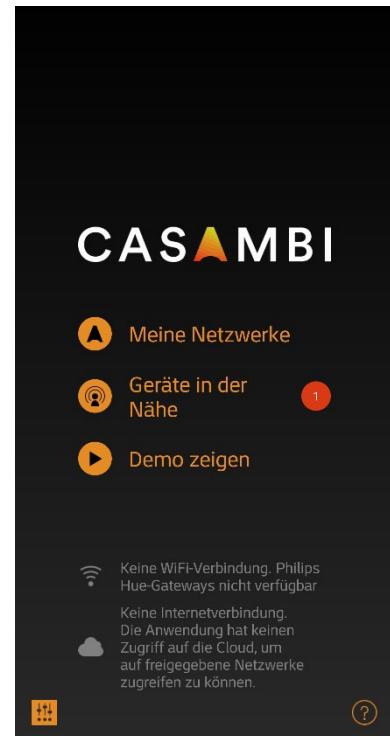 CASAMBI
Meine Netzwerke
Geräte in der
Nähe
1
Demo zeigen
Keine WiFi-Verbindung. Philips
Hue-Gateways nicht verfügbar
Keine Internetverbindung.
Die Anwendung hat keinen
Zugriff auf die Cloud, um
auf freigegebene Netzwerke
zugreifen zu können.
?